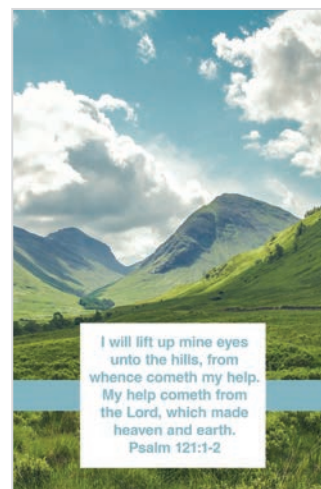 I will lift up mine eyes
unto the hills, from
whence cometh my help.
My help cometh from
the Lord, which made
heaven and earth.
Psalm 121:1-2